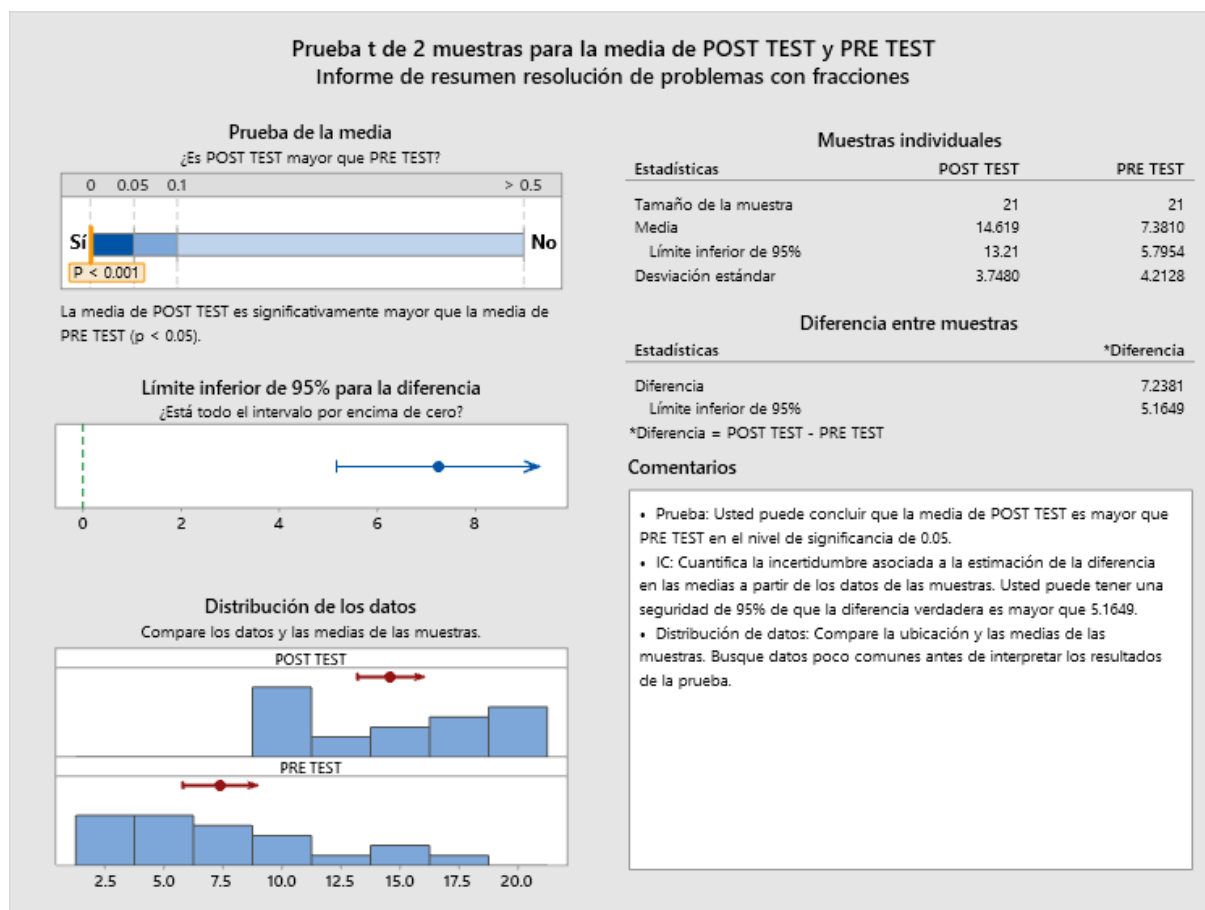 Prueba t de 2 muestras para la media de POST TEST y PRE TEST
Informe de resumen resolución de problemas con fracciones
Prueba de la media
¿Es POST TEST mayor que PRE TEST?
0 0.05 0.1 > 0.5
Sí No
P < 0.001
La media de POST TEST es significativamente mayor que la media de
PRE TEST (p < 0.05).
Límite inferior de 95% para la diferencia
¿Está todo el intervalo por encima de cero?
0 2 4 6 8
Distribución de los datos
Compare los datos y las medias de las muestras.
POST TEST
PRE TEST
2.5 5.0 7.5 10.0 12.5 15.0 17.5 20.0
Muestras individuales
Estadísticas POST TEST PRE TEST
Tamaño de la muestra 21 21
Media 14.619 7.3810
Límite inferior de 95% 13.21 5.7954
Desviación estándar 3.7480 4.2128
Diferencia entre muestras
Estadísticas *Diferencia
Diferencia 7.2381
Límite inferior de 95% 5.1649
*Diferencia = POST TEST - PRE TEST
Comentarios
• Prueba: Usted puede concluir que la media de POST TEST es mayor que
PRE TEST en el nivel de significancia de 0.05.
• IC: Cuantifica la incertidumbre asociada a la estimación de la diferencia
en las medias a partir de los datos de las muestras. Usted puede tener una
seguridad de 95% de que la diferencia verdadera es mayor que 5.1649.
• Distribución de datos: Compare la ubicación y las medias de las
muestras. Busque datos poco comunes antes de interpretar los resultados
de la prueba.